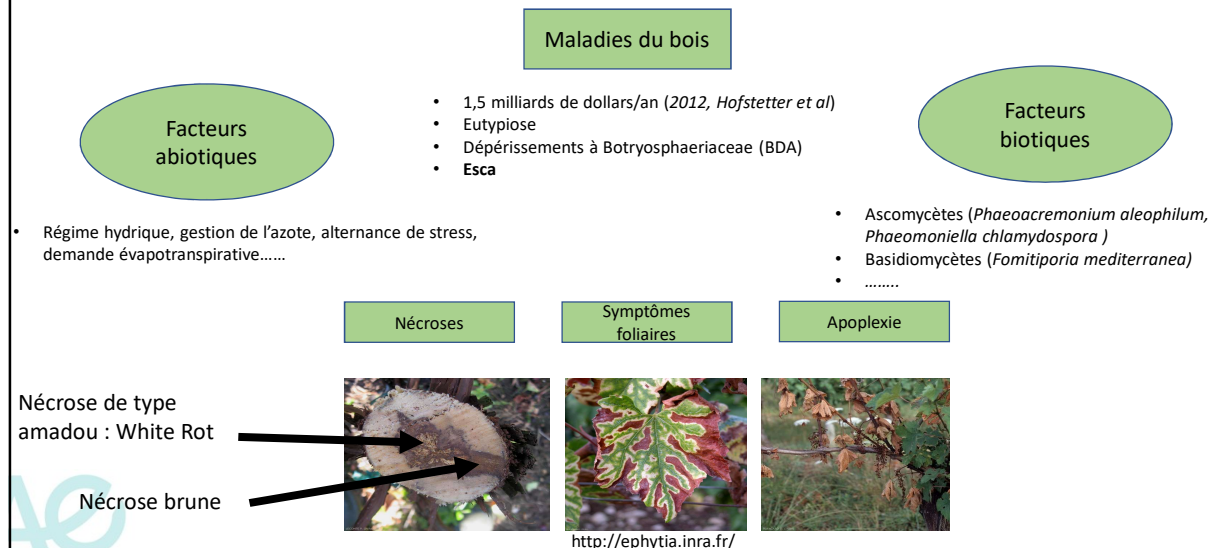 Maladies du bois
Facteurs
abiotiques
• 1,5 milliards de dollars/an (2012, Hofstetter et al)
• Eutypiose
• Dépérissements à Botryosphaeriaceae (BDA)
• Esca
Facteurs
biotiques
• Régime hydrique, gestion de l’azote, alternance de stress,
demande évapotranspirative……
• Ascomycètes (Phaeoacremonium aleophilum,
Phaeomoniella chlamydospora )
• Basidiomycètes (Fomitiporia mediterranea)
• ……..
Nécroses
Symptômes
foliaires
Apoplexie
Nécrose de type
amadou : White Rot
Nécrose brune
http://ephytia.inra.fr/